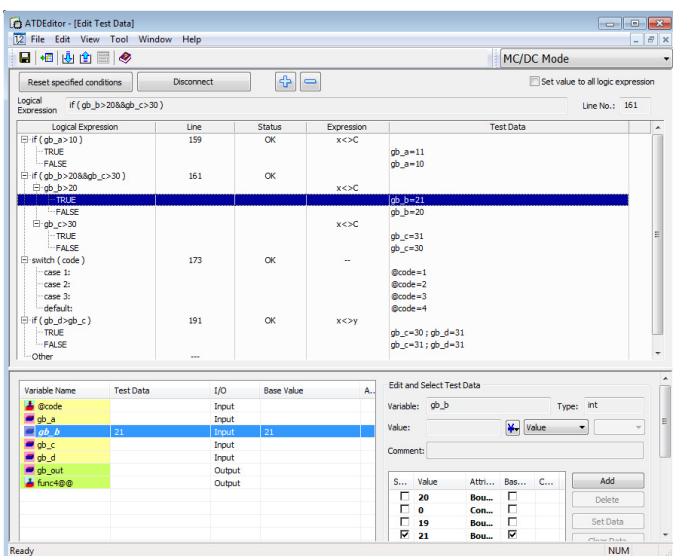 ATDEditor - [Edit Test Data]
File Edit View Tool Window Help
MC/DC Mode
Reset specified conditions Disconnect Set value to all logic expression
Logical Expression if ( gb_b>20&&gb_c>30 ) Line No.: 161
Logical Expression Line Status Expression Test Data
if ( gb_a>10 ) 159 OK x<>C
TRUE gb_a=11
FALSE gb_a=10
if ( gb_b>20&&gb_c>30 ) 161 OK
gb_b>20 x<>C
TRUE gb_b=21
FALSE gb_b=20
gb_c>30 x<>C
TRUE gb_c=31
FALSE gb_c=30
switch ( code ) 173 OK --
case 1: @code=1
case 2: @code=2
case 3: @code=3
default: @code=4
if ( gb_d>gb_c ) 191 OK x<>y
TRUE gb_c=30 ; gb_d=31
FALSE gb_c=31 ; gb_d=31
Other ---
Variable Name Test Data I/O Base Value A..
@code Input
gb_a Input
gb_b 21 Input 21
gb_c Input
gb_d Input
gb_out Output
func4@@ Output
Edit and Select Test Data
Variable: gb_b Type: int
Value: Value
Comment:
S... Value Attri... Bas... C... Add
20 Bou... Delete
0 Con...
19 Bou... Set Data
21 Bou... Clear Data
Ready NUM